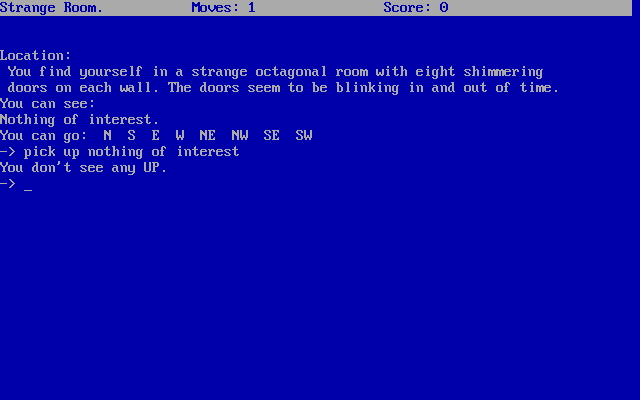 Strange Room. Moves: 1 Score: 0
Location:
You find yourself in a strange octagonal room with eight shimmering
doors on each wall. The doors seem to be blinking in and out of time.
You can see:
Nothing of interest.
You can go: N S E W NE NW SE SW
-> pick up nothing of interest
You don't see any UP.
-> _